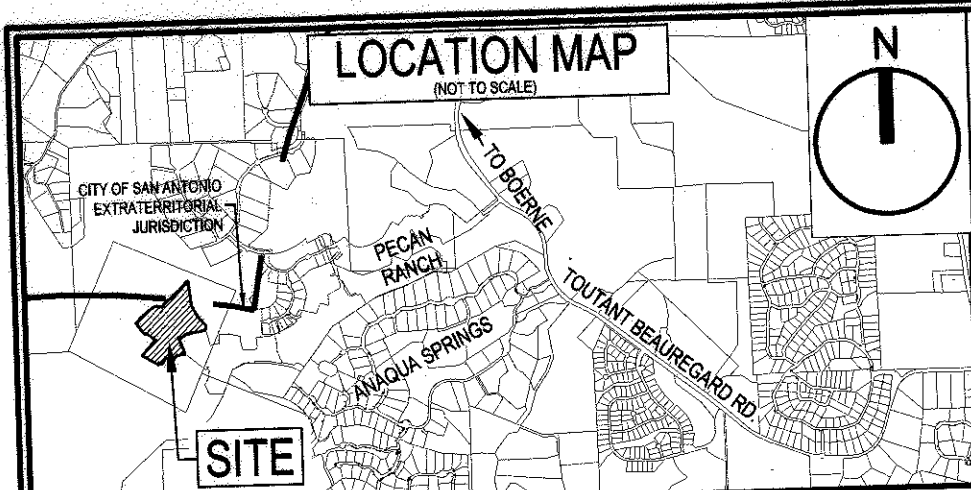 LOCATION MAP
(NOT TO SCALE)
N
TO BOERNE
CITY OF SAN ANTONIO
EXTRATERRITORIAL
JURISDICTION
PECAN
RANCH
TOUTANT BEAUREGARD RD.
ANAQUA SPRINGS
SITE